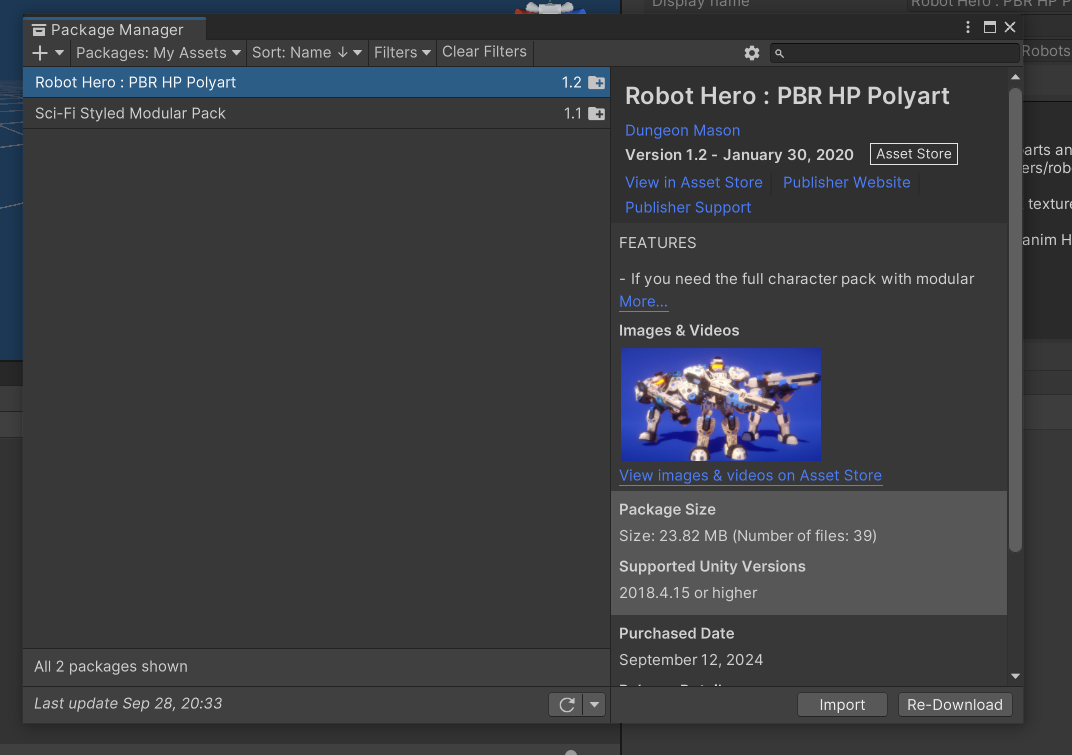 Display name
Robot Hero : PBR HP P
Package Manager
Packages: My Assets
Sort: Name ↓
Filters
Clear Filters
Robots
Robot Hero : PBR HP Polyart 1.2
Sci-Fi Styled Modular Pack 1.1
Robot Hero : PBR HP Polyart
Dungeon Mason
Version 1.2 - January 30, 2020 Asset Store
View in Asset Store Publisher Website
Publisher Support
FEATURES
- If you need the full character pack with modular
More...
Images & Videos
View images & videos on Asset Store
Package Size
Size: 23.82 MB (Number of files: 39)
Supported Unity Versions
2018.4.15 or higher
Purchased Date
September 12, 2024
arts an
ers/rob
texture
anim H
All 2 packages shown
Last update Sep 28, 20:33
Import
Re-Download